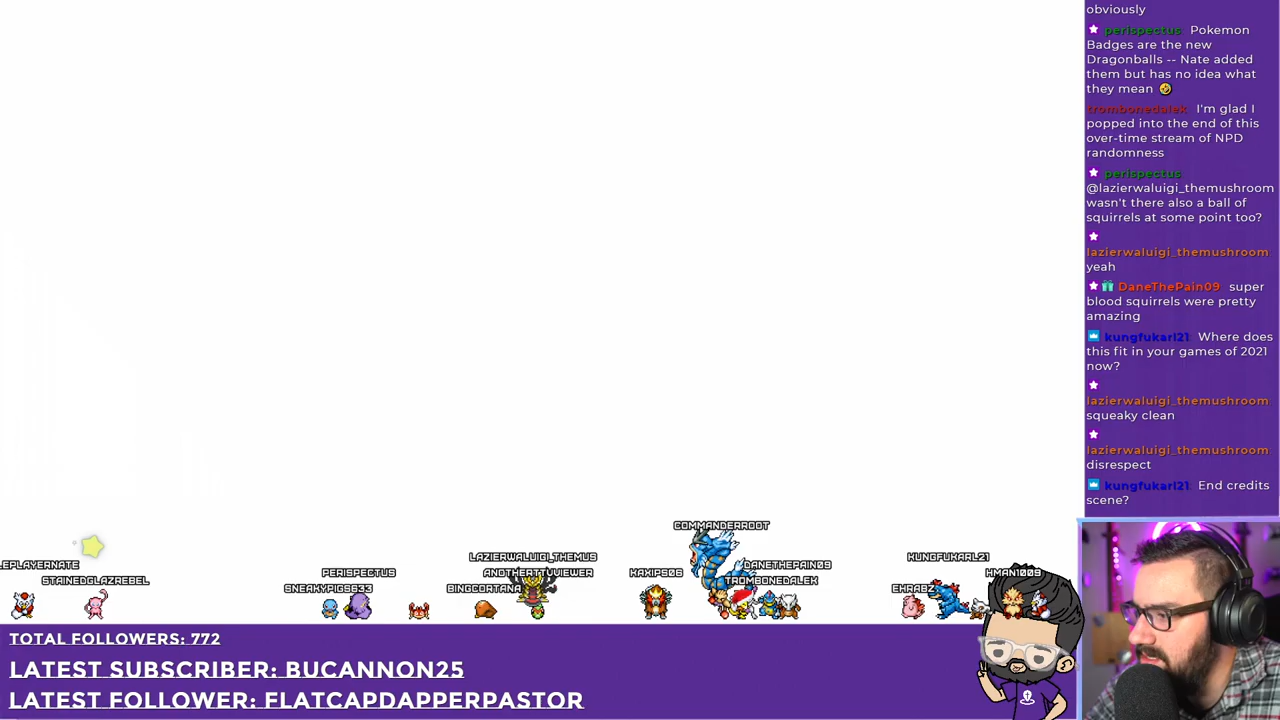 obviously
perispectus: Pokemon
Badges are the new
Dragonballs -- Nate added
them but has no idea what
they mean 🤣
trombonedalek: I'm glad I
popped into the end of this
over-time stream of NPD
randomness
perispectus:
@lazierwaluigi_themushroom
wasn't there also a ball of
squirrels at some point too?
lazierwaluigi_themushroom:
yeah
DaneThePain09: super
blood squirrels were pretty
amazing
kungfukarl21: Where does
this fit in your games of 2021
now?
lazierwaluigi_themushroom:
squeaky clean
lazierwaluigi_themushroom:
disrespect
kungfukarl21: End credits
scene?
COMMANDERROOT
LEPLAYERNATE
STAINEDGLAZREBEL
PERISPECTUS
SNEAKYPIGS633
LAZIERWALUIGI_THEMUS
ANOTHERTTVVIEWER
BINGCORTANA
KAXIPS06
DANETHEPAIN09
TROMBONEDALEK
KUNGFUKARL21
HMAN1009
EHRABZ
TOTAL FOLLOWERS: 772
LATEST SUBSCRIBER: BUCANNON25
LATEST FOLLOWER: FLATCAPDAPPERPASTOR